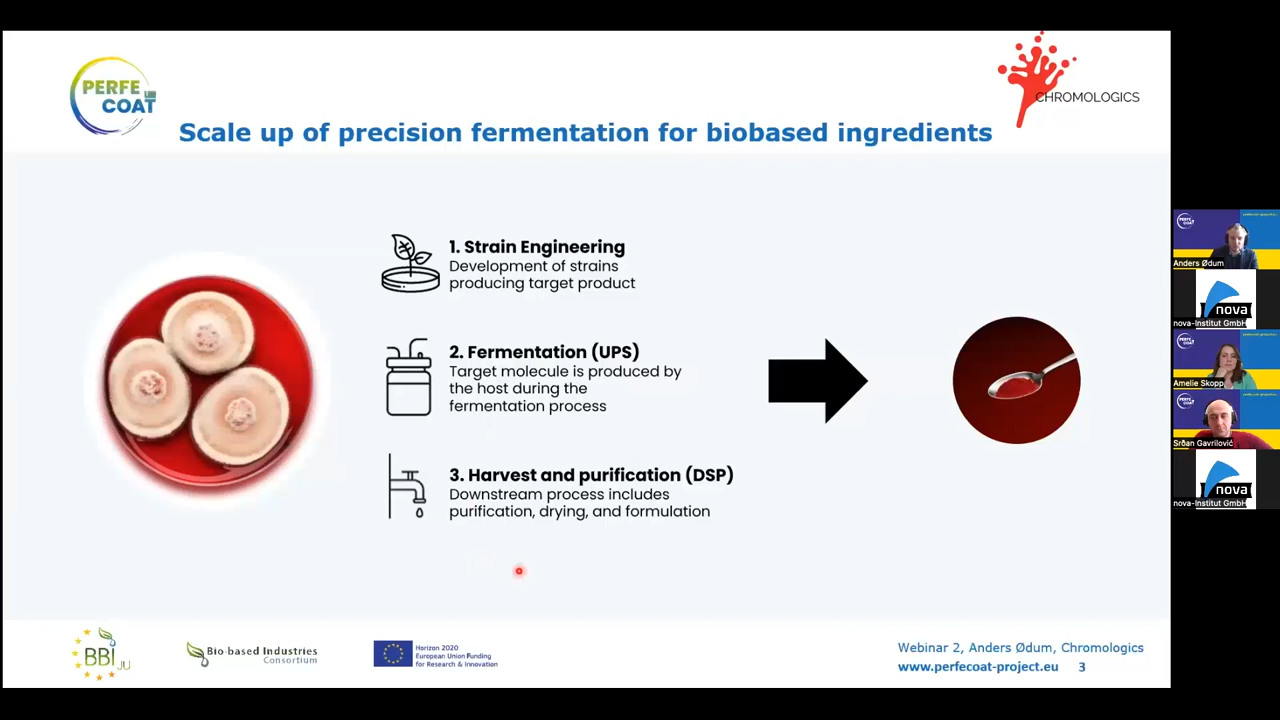 PERFE
COAT
CHROMOLOGICS
Scale up of precision fermentation for biobased ingredients
1. Strain Engineering
Development of strains
producing target product
2. Fermentation (UPS)
Target molecule is produced by
the host during the
fermentation process
3. Harvest and purification (DSP)
Downstream process includes
purification, drying, and formulation
BBI JU
Bio-based Industries
Consortium
Horizon 2020
European Union Funding
for Research & Innovation
Webinar 2, Anders Ødum, Chromologics
www.perfecoat-project.eu 3
Anders Ødum
nova
nova-Institut GmbH
Amelie Skopp
Srđan Gavrilović
nova
nova-Institut GmbH